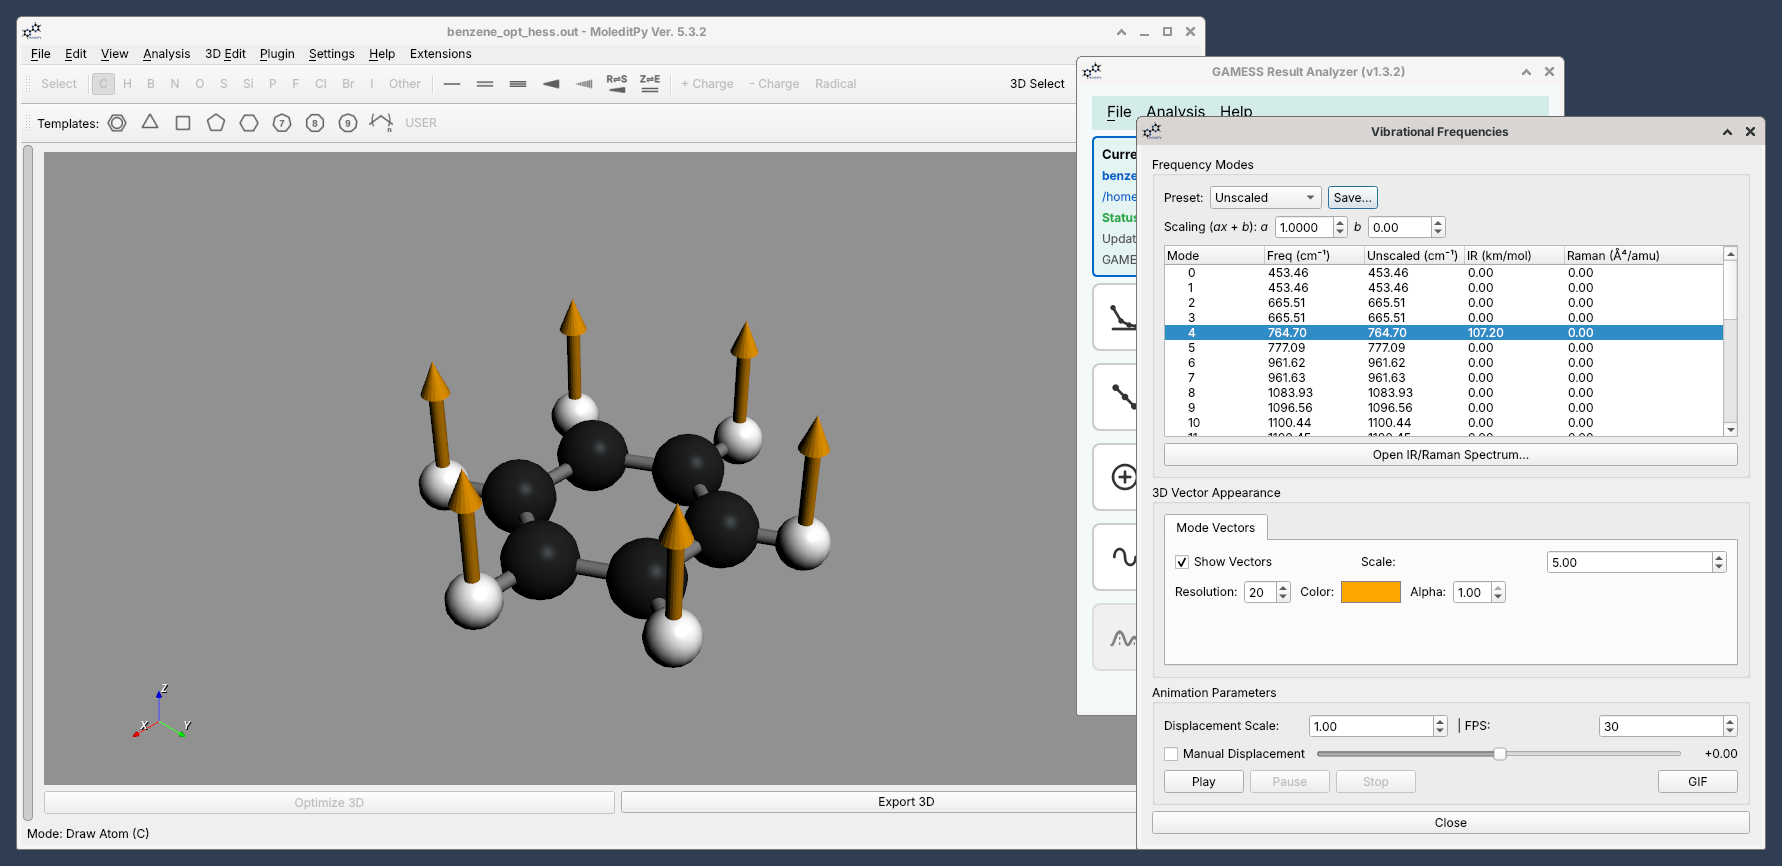 benzene_opt_hess.out - MoleditPy Ver. 5.3.2
File Edit View Analysis 3D Edit Plugin Settings Help Extensions
Select C H B N O S Si P F Cl Br I Other R⇌S Z⇌E + Charge - Charge Radical 3D Select
Templates: 7 8 9 n USER
Z
X Y
Optimize 3D Export 3D
Mode: Draw Atom (C)
GAMESS Result Analyzer (v1.3.2)
File Analysis Help
Curre
benze
/home
Status
Updat
GAME
Vibrational Frequencies
Frequency Modes
Preset: Unscaled Save...
Scaling (ax + b): a 1.0000 b 0.00
Mode Freq (cm⁻¹) Unscaled (cm⁻¹) IR (km/mol) Raman (Å⁴/amu)
0 453.46 453.46 0.00 0.00
1 453.46 453.46 0.00 0.00
2 665.51 665.51 0.00 0.00
3 665.51 665.51 0.00 0.00
4 764.70 764.70 107.20 0.00
5 777.09 777.09 0.00 0.00
6 961.62 961.62 0.00 0.00
7 961.63 961.63 0.00 0.00
8 1083.93 1083.93 0.00 0.00
9 1096.56 1096.56 0.00 0.00
10 1100.44 1100.44 0.00 0.00
Open IR/Raman Spectrum...
3D Vector Appearance
Mode Vectors
Show Vectors Scale: 5.00
Resolution: 20 Color: Alpha: 1.00
Animation Parameters
Displacement Scale: 1.00 | FPS: 30
Manual Displacement +0.00
Play Pause Stop GIF
Close